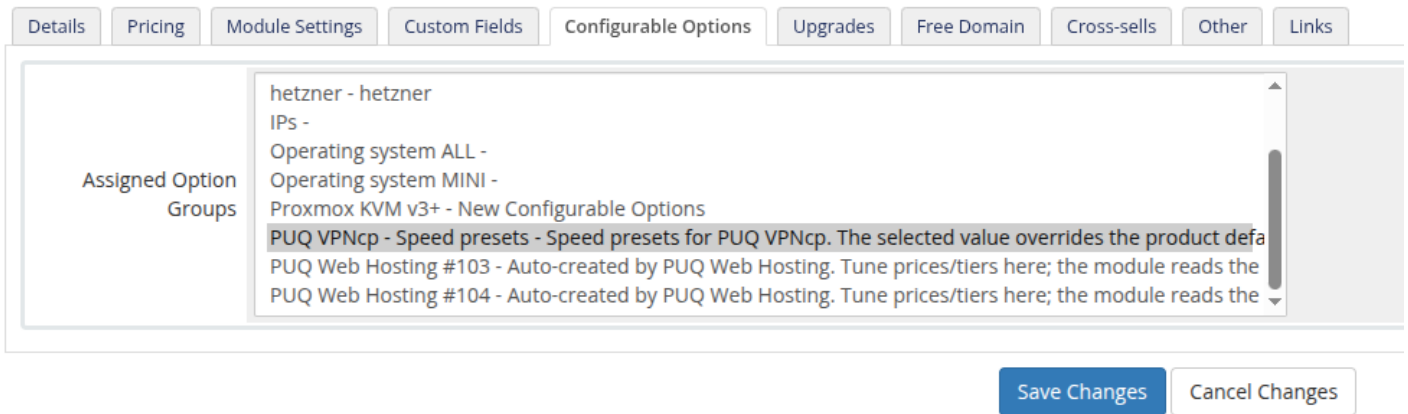 Details Pricing Module Settings Custom Fields Configurable Options Upgrades Free Domain Cross-sells Other Links
hetzner - hetzner
IPs -
Operating system ALL -
Assigned Option Groups
Operating system MINI -
Proxmox KVM v3+ - New Configurable Options
PUQ VPNcp - Speed presets - Speed presets for PUQ VPNcp. The selected value overrides the product defa
PUQ Web Hosting #103 - Auto-created by PUQ Web Hosting. Tune prices/tiers here; the module reads the
PUQ Web Hosting #104 - Auto-created by PUQ Web Hosting. Tune prices/tiers here; the module reads the
Save Changes Cancel Changes